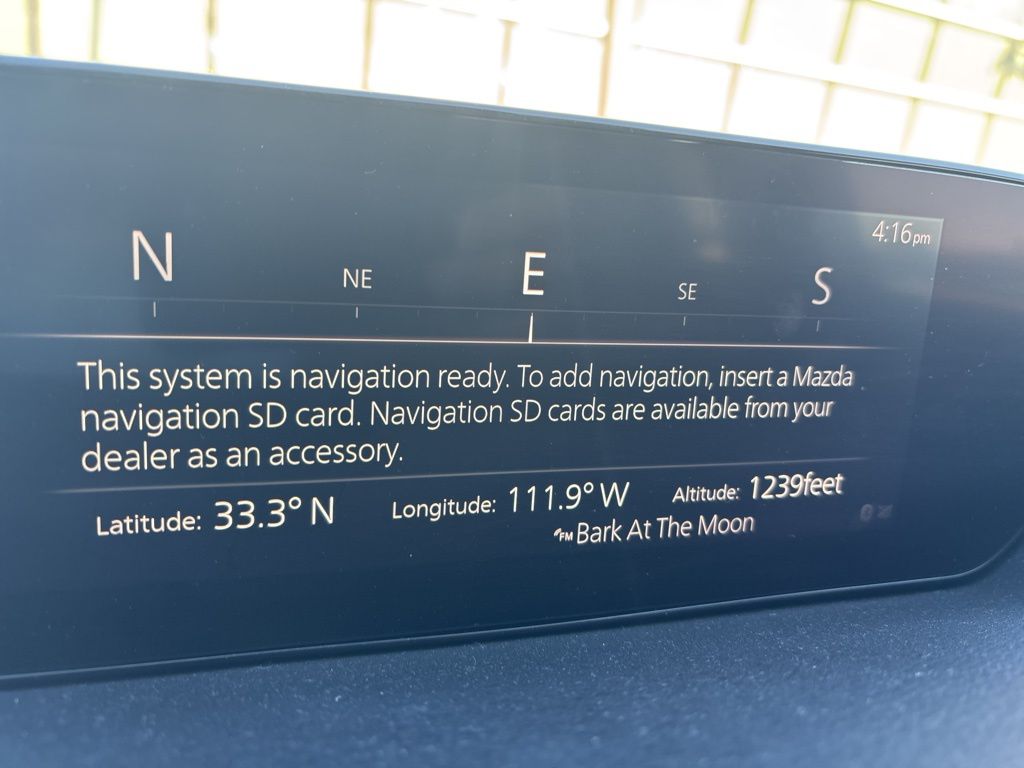 4:16pm
N NE E SE S
This system is navigation ready. To add navigation, insert a Mazda
navigation SD card. Navigation SD cards are available from your
dealer as an accessory.
Latitude: 33.3° N Longitude: 111.9° W Altitude: 1239feet
FM Bark At The Moon